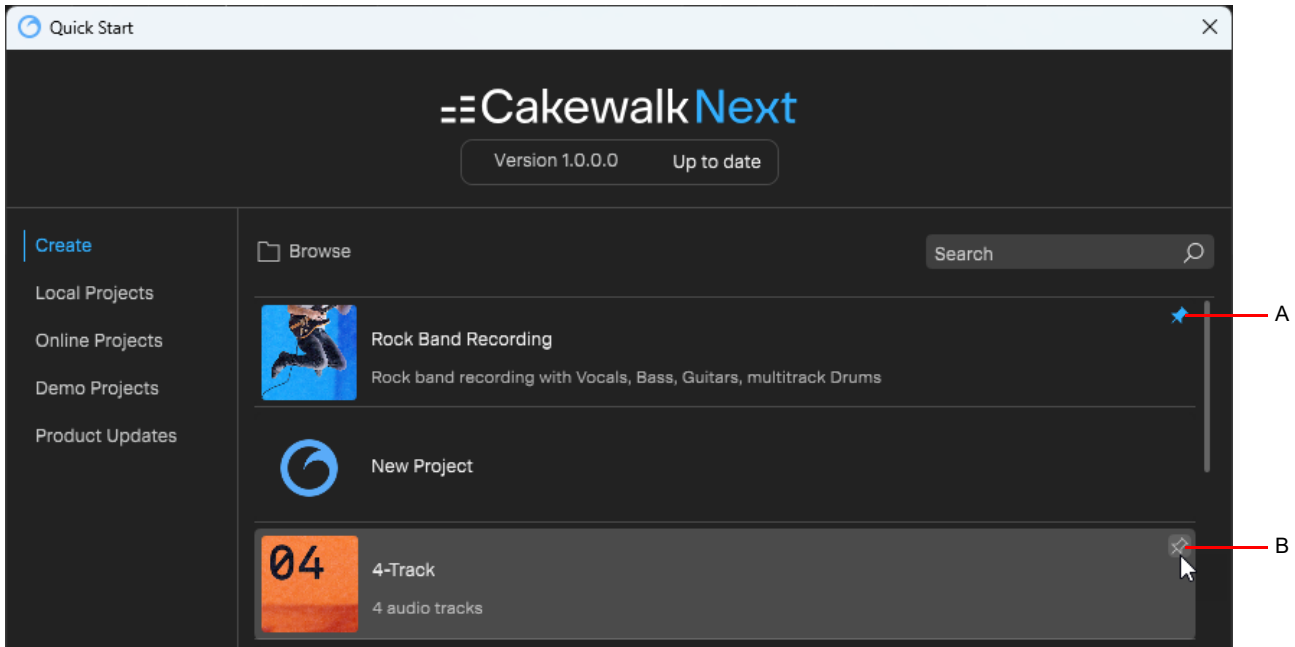 Quick Start
Cakewalk Next
Version 1.0.0.0 Up to date
Create
Local Projects
Online Projects
Demo Projects
Product Updates
Browse
Search
A
Rock Band Recording
Rock band recording with Vocals, Bass, Guitars, multitrack Drums
New Project
B
04
4-Track
4 audio tracks